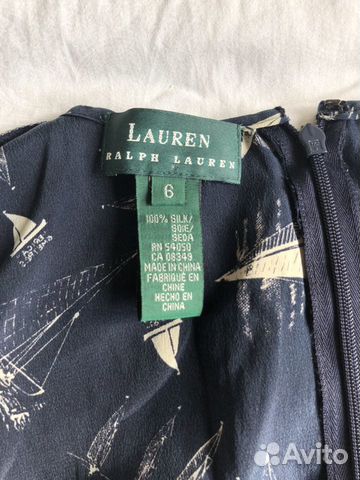 LAUREN
RALPH LAUREN
6
100% SILK/
SOIE/
SEDA
RN 54050
CA 08349
MADE IN CHINA
FABRIQUÉ EN
CHINE
HECHO EN
CHINA
Avito